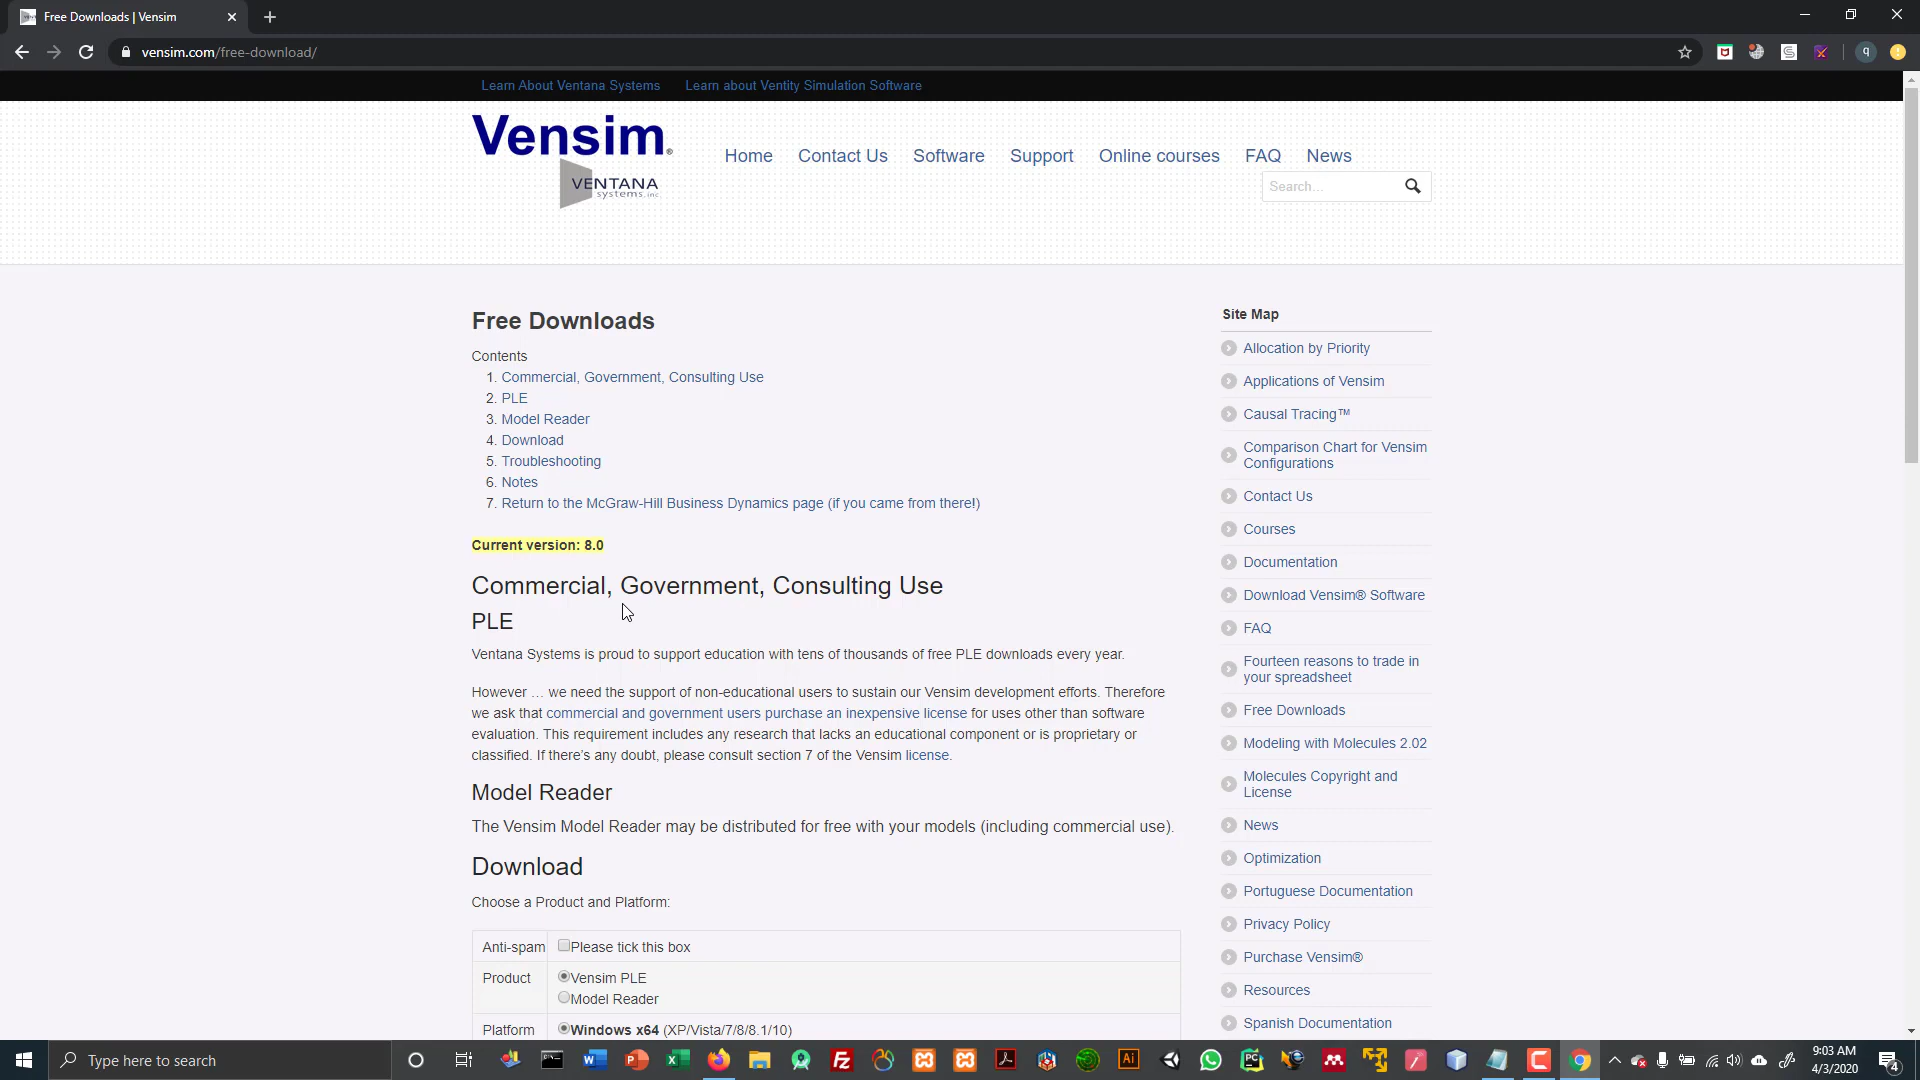 Free Downloads | Vensim
vensim.com/free-download/
q
Learn About Ventana Systems Learn about Ventity Simulation Software
Vensim®
VENTANA
systems, inc.
Home Contact Us Software Support Online courses FAQ News
Search...
Free Downloads
Contents
1. Commercial, Government, Consulting Use
2. PLE
3. Model Reader
4. Download
5. Troubleshooting
6. Notes
7. Return to the McGraw-Hill Business Dynamics page (if you came from there!)
Current version: 8.0
Commercial, Government, Consulting Use
PLE
Ventana Systems is proud to support education with tens of thousands of free PLE downloads every year.
However … we need the support of non-educational users to sustain our Vensim development efforts. Therefore
we ask that commercial and government users purchase an inexpensive license for uses other than software
evaluation. This requirement includes any research that lacks an educational component or is proprietary or
classified. If there's any doubt, please consult section 7 of the Vensim license.
Model Reader
The Vensim Model Reader may be distributed for free with your models (including commercial use).
Download
Choose a Product and Platform:
Anti-spam Please tick this box
Product Vensim PLE
Model Reader
Platform Windows x64 (XP/Vista/7/8/8.1/10)
Site Map
Allocation by Priority
Applications of Vensim
Causal Tracing™
Comparison Chart for Vensim
Configurations
Contact Us
Courses
Documentation
Download Vensim® Software
FAQ
Fourteen reasons to trade in
your spreadsheet
Free Downloads
Modeling with Molecules 2.02
Molecules Copyright and
License
News
Optimization
Portuguese Documentation
Privacy Policy
Purchase Vensim®
Resources
Spanish Documentation
Type here to search
9:03 AM
4/3/2020
4